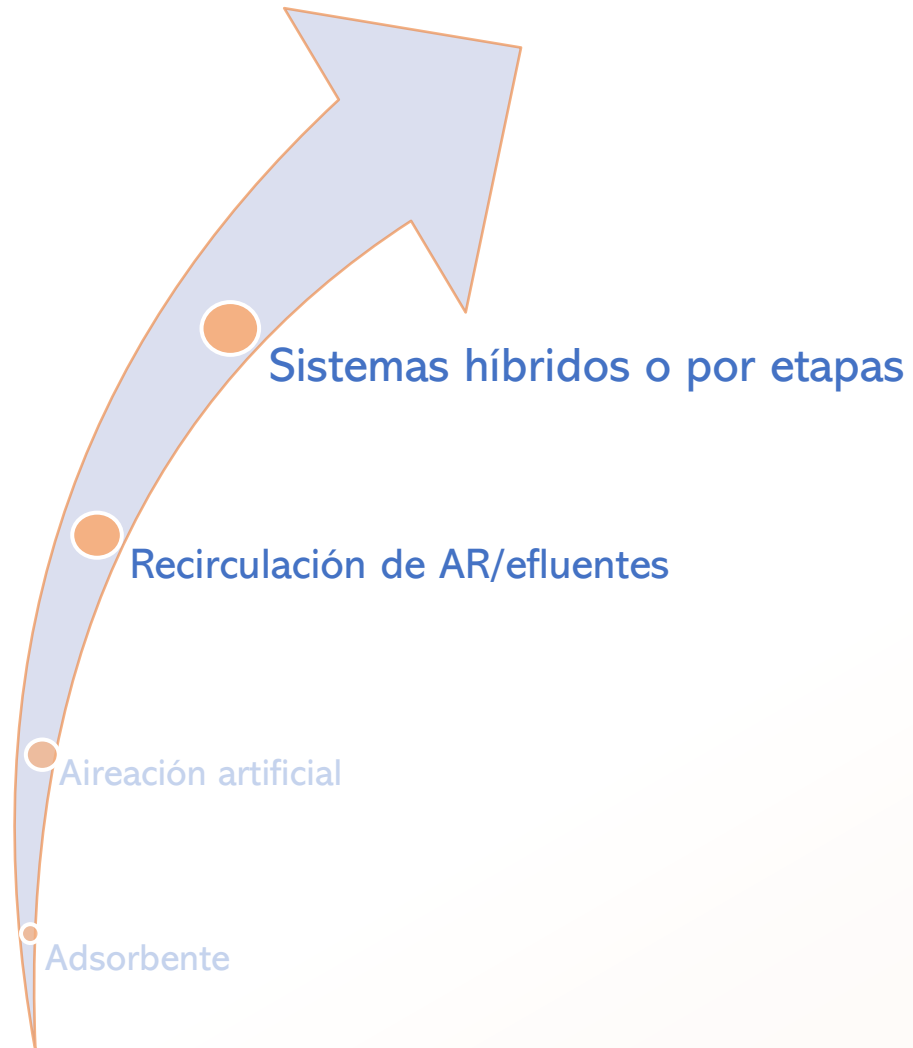 Sistemas híbridos o por etapas
Recirculación de AR/efluentes
Aireación artificial
Adsorbente